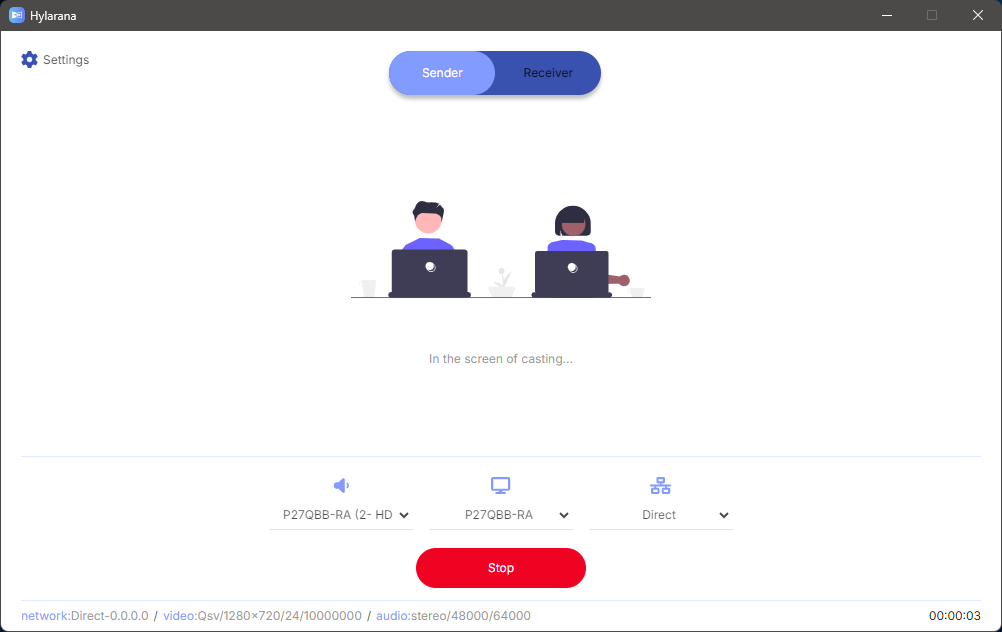 Hylarana
Settings
Sender
Receiver
In the screen of casting...
P27QBB-RA (2- HD
P27QBB-RA
Direct
Stop
network:Direct-0.0.0.0 / video:Qsv/1280×720/24/10000000 / audio:stereo/48000/64000
00:00:03